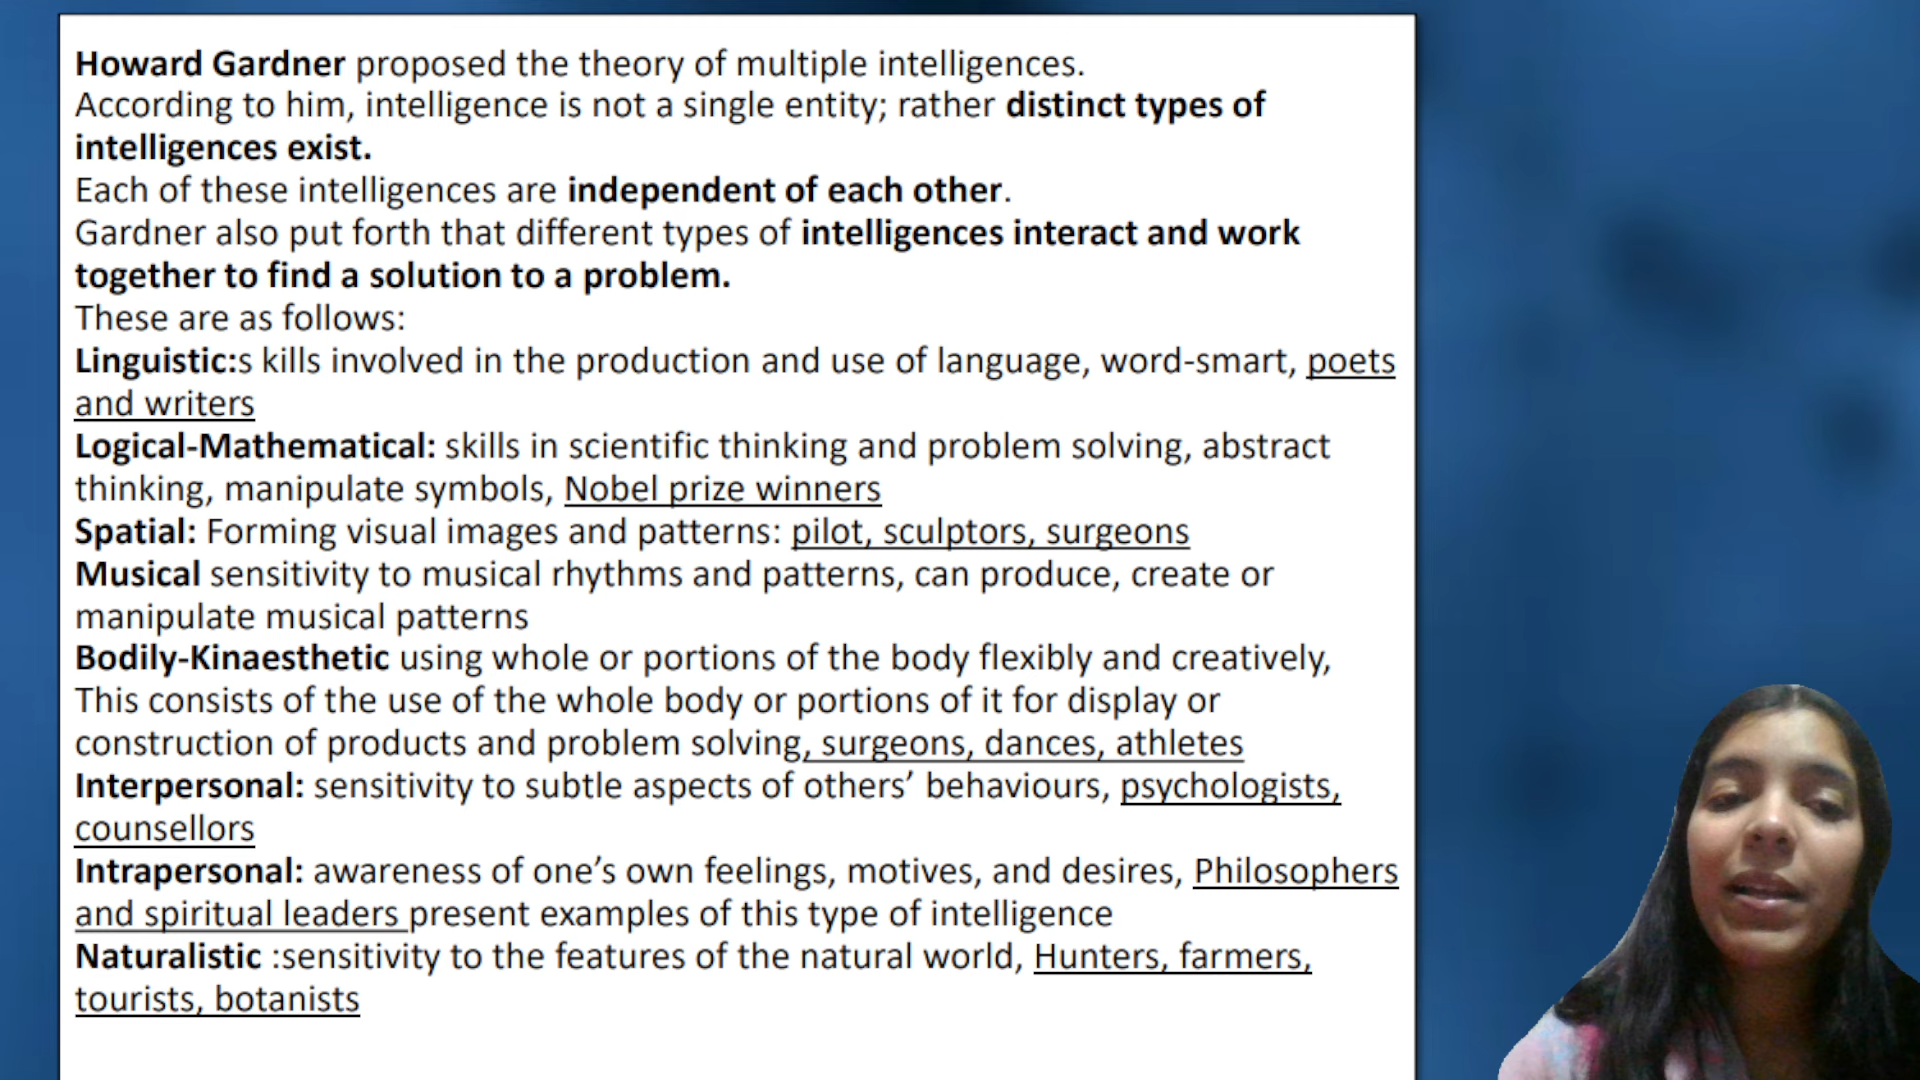 Howard Gardner proposed the theory of multiple intelligences.
According to him, intelligence is not a single entity; rather distinct types of
intelligences exist.
Each of these intelligences are independent of each other.
Gardner also put forth that different types of intelligences interact and work
together to find a solution to a problem.
These are as follows:
Linguistic:s kills involved in the production and use of language, word-smart, poets
and writers
Logical-Mathematical: skills in scientific thinking and problem solving, abstract
thinking, manipulate symbols, Nobel prize winners
Spatial: Forming visual images and patterns: pilot, sculptors, surgeons
Musical sensitivity to musical rhythms and patterns, can produce, create or
manipulate musical patterns
Bodily-Kinaesthetic using whole or portions of the body flexibly and creatively,
This consists of the use of the whole body or portions of it for display or
construction of products and problem solving, surgeons, dances, athletes
Interpersonal: sensitivity to subtle aspects of others’ behaviours, psychologists,
counsellors
Intrapersonal: awareness of one’s own feelings, motives, and desires, Philosophers
and spiritual leaders present examples of this type of intelligence
Naturalistic :sensitivity to the features of the natural world, Hunters, farmers,
tourists, botanists